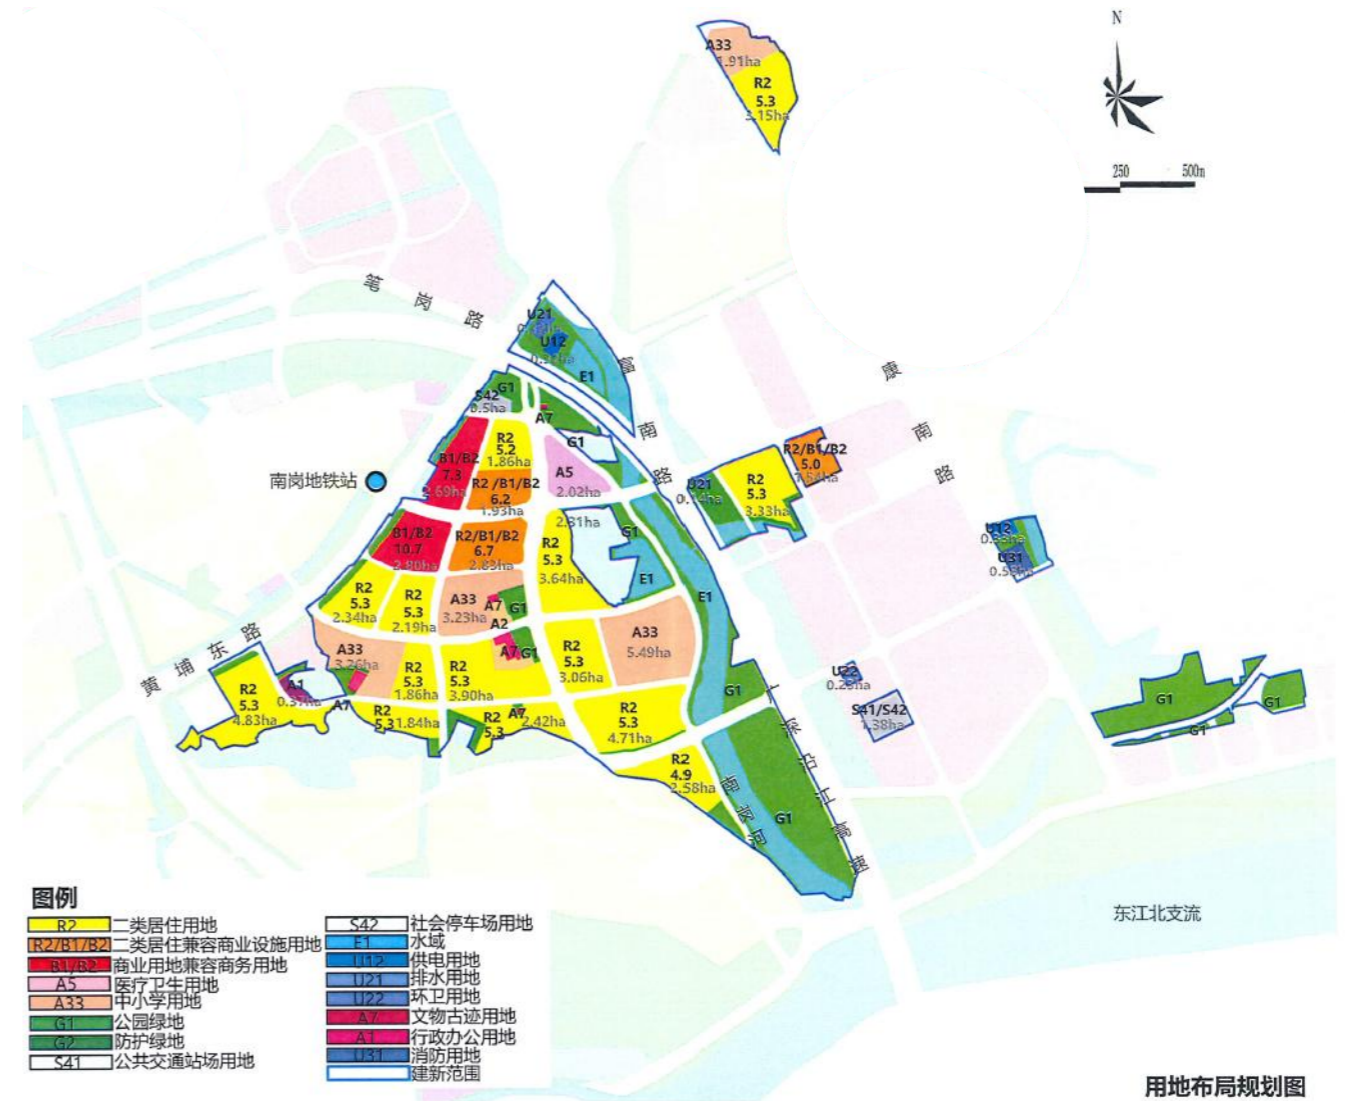 N
250
500m
A33
1.91ha
R2
5.3
3.15ha
笔岗路
U21
U12
E1
富南路
康南路
S42
0.5ha
G1
A7
G1
南岗地铁站
B1/B2
7.3
2.69ha
R2
5.2
1.86ha
R2 /B1/B2
6.2
1.93ha
A5
2.02ha
2.81ha
U21
0.14ha
R2
5.3
3.33ha
R2/B1/B2
5.0
1.54ha
B1/B2
10.7
2.80ha
R2/B1/B2
6.7
2.83ha
R2
5.3
3.64ha
G1
E1
E1
U12
U31
R2
5.3
2.34ha
R2
5.3
2.19ha
A33
3.23ha
A7
G1
A2
A7
G1
R2
5.3
3.06ha
A33
5.49ha
黄埔东路
A33
3.26ha
R2
5.3
1.86ha
R2
5.3
3.90ha
R2
5.3
4.83ha
A1
0.37ha
A7
R2
5.3
1.84ha
R2
5.3
A7
2.42ha
R2
5.3
4.71ha
G1
R2
4.9
2.58ha
G1
U22
0.23ha
S41/S42
1.38ha
G1
G1
G1
东江北支流
图例
R2 二类居住用地
R2/B1/B2 二类居住兼容商业设施用地
B1/B2 商业用地兼容商务用地
A5 医疗卫生用地
A33 中小学用地
G1 公园绿地
G2 防护绿地
S41 公共交通站场用地
S42 社会停车场用地
E1 水域
U12 供电用地
U21 排水用地
U22 环卫用地
A7 文物古迹用地
A1 行政办公用地
U31 消防用地
建新范围
用地布局规划图